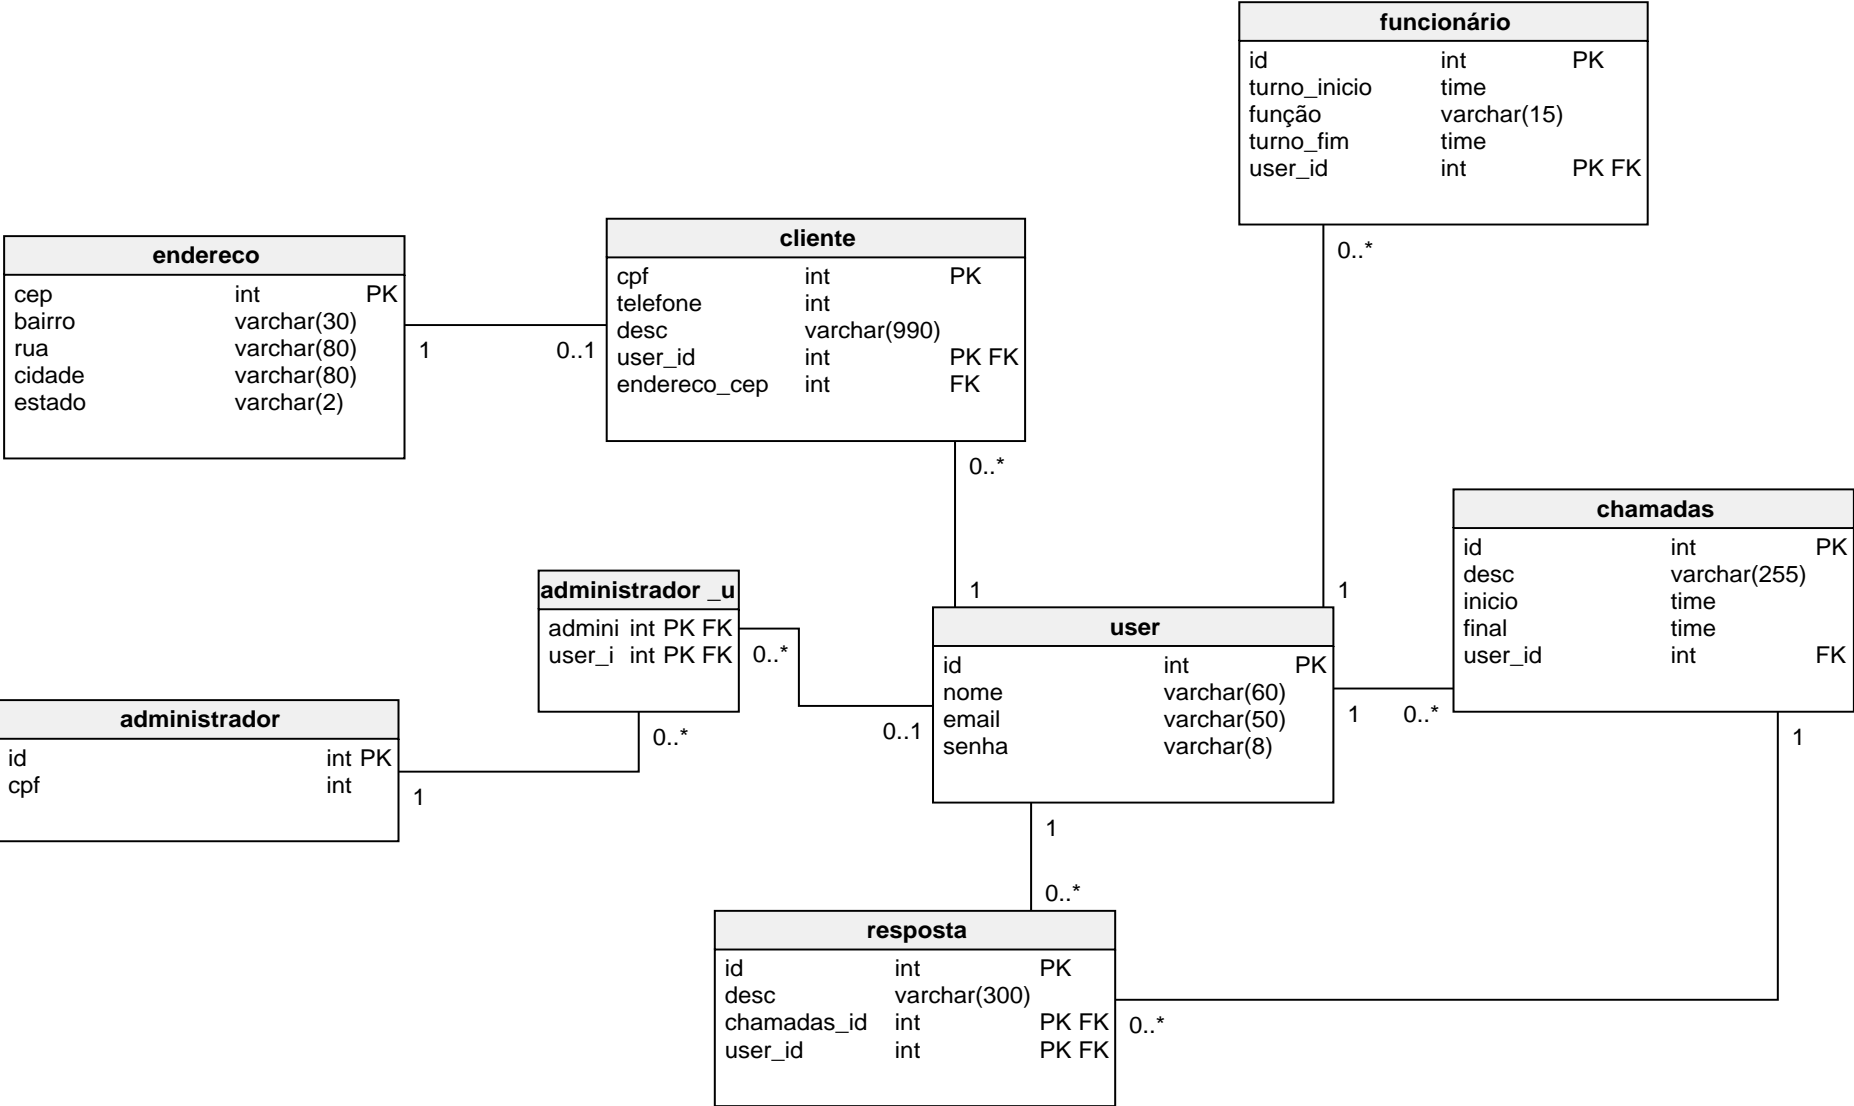 funcionário
id int PK
turno_inicio time
função varchar(15)
turno_fim time
user_id int PK FK
0..*
endereco
cep int PK
bairro varchar(30)
rua varchar(80)
cidade varchar(80)
estado varchar(2)
1
0..1
cliente
cpf int PK
telefone int
desc varchar(990)
user_id int PK FK
endereco_cep int FK
0..*
1
1
chamadas
id int PK
desc varchar(255)
inicio time
final time
user_id int FK
administrador _u
admini int PK FK
user_i int PK FK
0..*
0..*
0..1
user
id int PK
nome varchar(60)
email varchar(50)
senha varchar(8)
1
0..*
1
administrador
id int PK
cpf int
1
1
0..*
resposta
id int PK
desc varchar(300)
chamadas_id int PK FK
user_id int PK FK
0..*